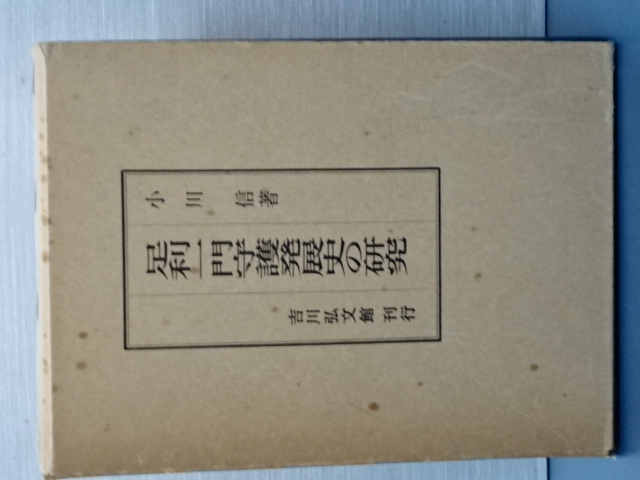 小川信著
足利一門守護発展史の研究
吉川弘文館刊行